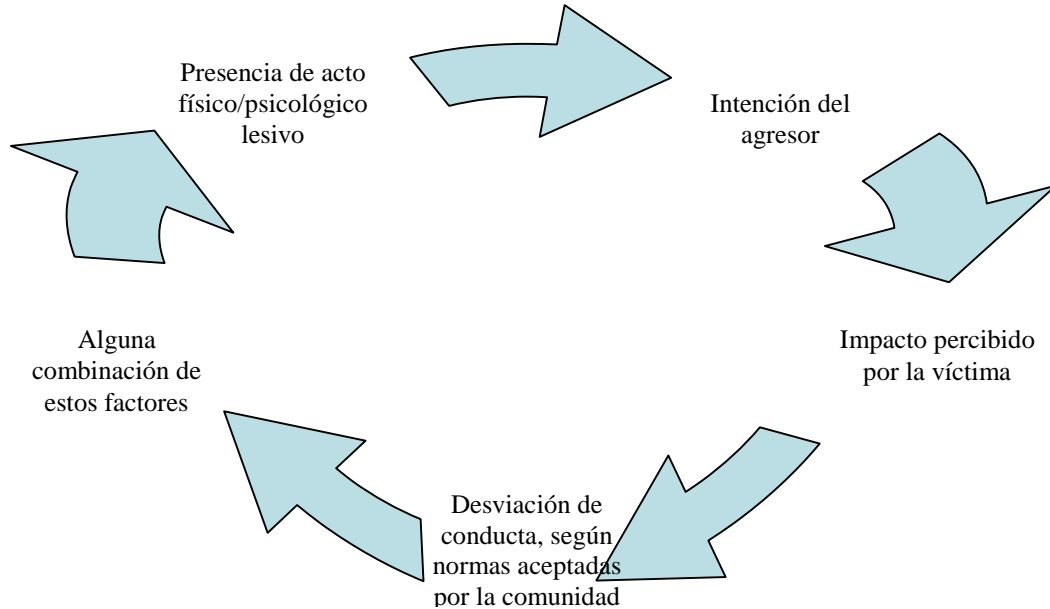 Presencia de acto
físico/psicológico
lesivo
Intención del
agresor
Impacto percibido
por la víctima
Desviación de
conducta, según
normas aceptadas
por la comunidad
Alguna
combinación de
estos factores